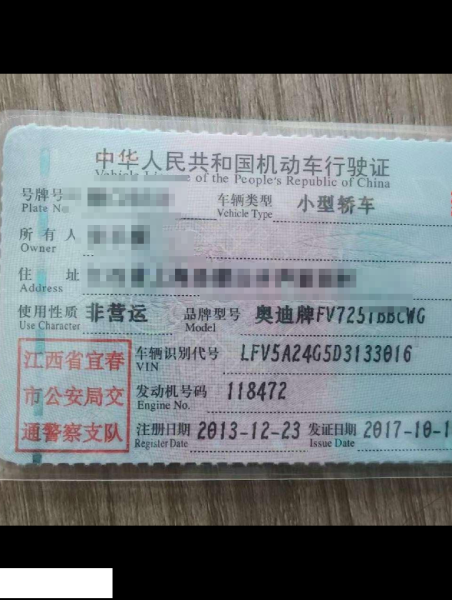 中华人民共和国机动车行驶证
of the People's Republic of China
号牌号 车辆类型 小型轿车
Plate No Vehicle Type
所有人
Owner
住址
Address
使用性质 非营运 品牌型号 奥迪牌FV7251BBCWG
Use Character Model
江西省宜春市公安局交通警察支队
车辆识别代号 LFV5A24G5D3133016
VIN
发动机号码 118472
Engine No.
注册日期 2013-12-23 发证日期 2017-10-1
Register Date Issue Date